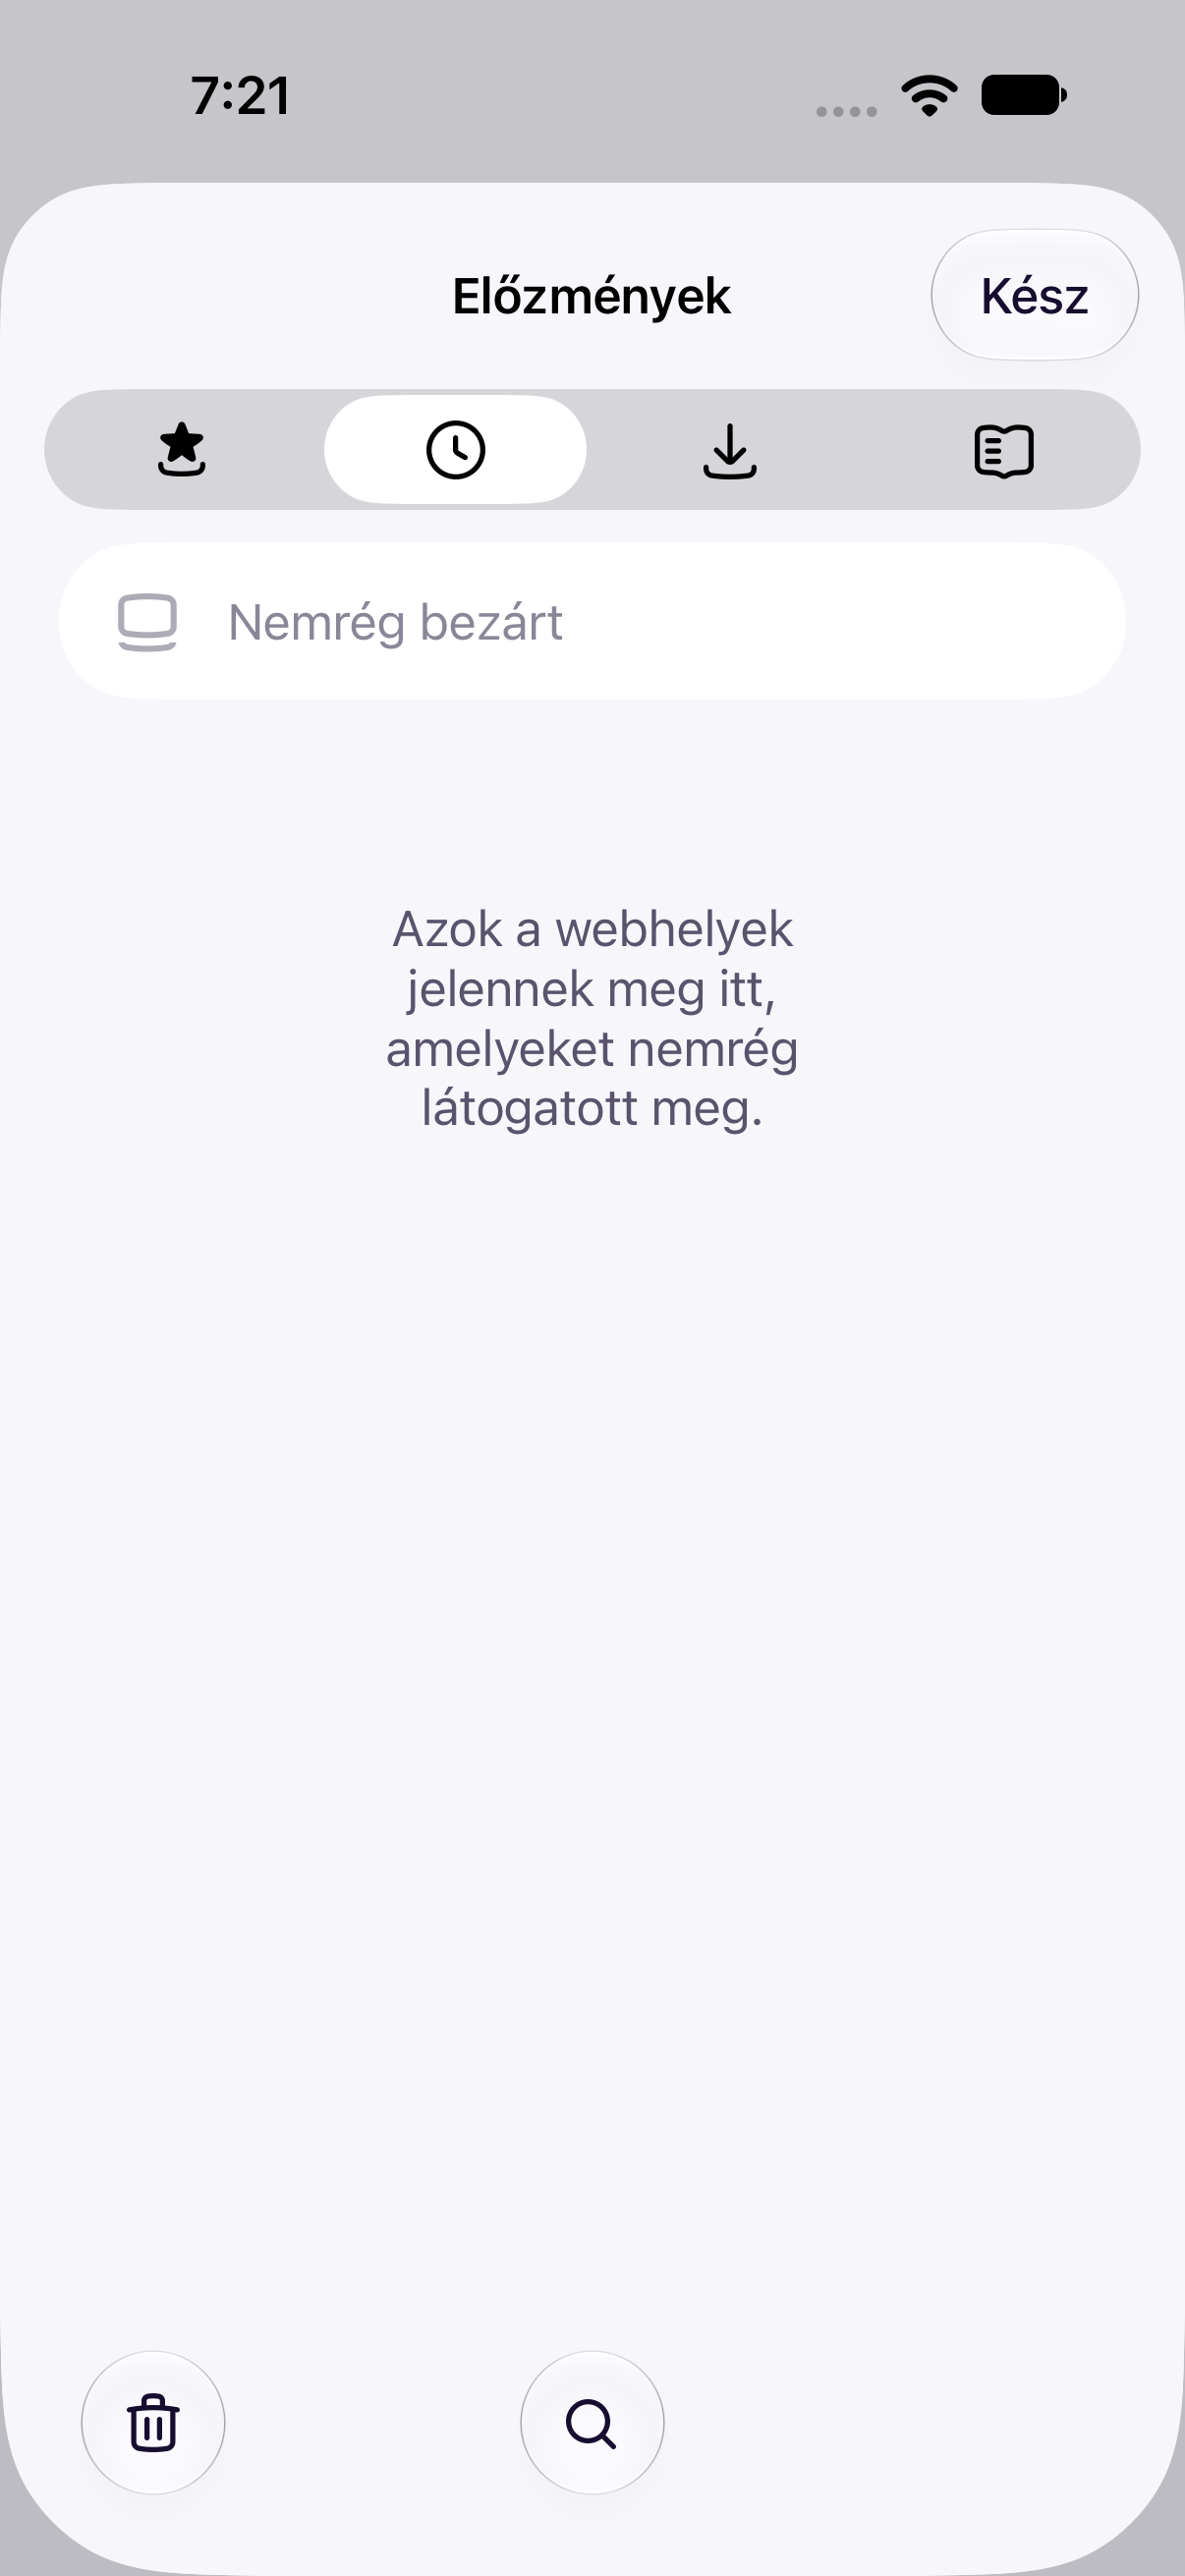 7:21
Előzmények
Kész
Nemrég bezárt
Azok a webhelyek
jelennek meg itt,
amelyeket nemrég
látogatott meg.